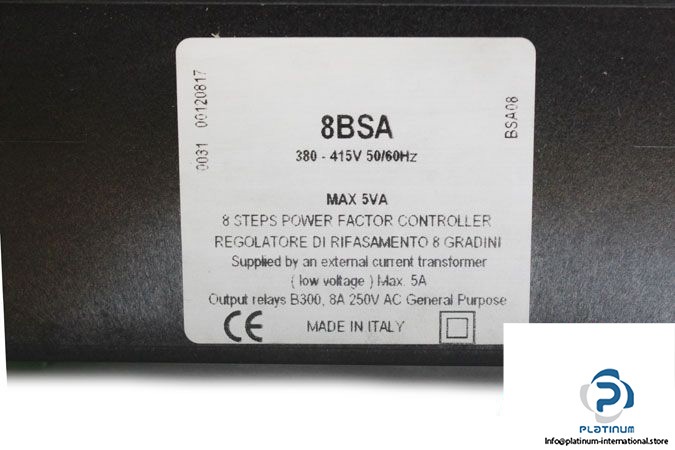 0031 00120817
8BSA
BSA08
380 - 415V 50/60Hz
MAX 5VA
8 STEPS POWER FACTOR CONTROLLER
REGOLATORE DI RIFASAMENTO 8 GRADINI
Supplied by an external current transformer
( low voltage ) Max. 5A
Output relays B300, 8A 250V AC General Purpose
CE MADE IN ITALY
PLATINUM
Info@platinum-international.store